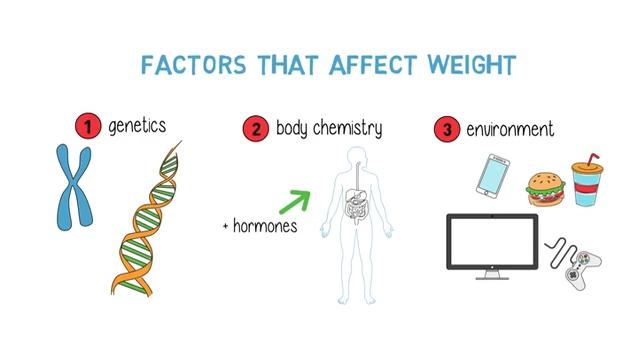 FACTORS THAT AFFECT WEIGHT
1 genetics
2 body chemistry
3 environment
+ hormones